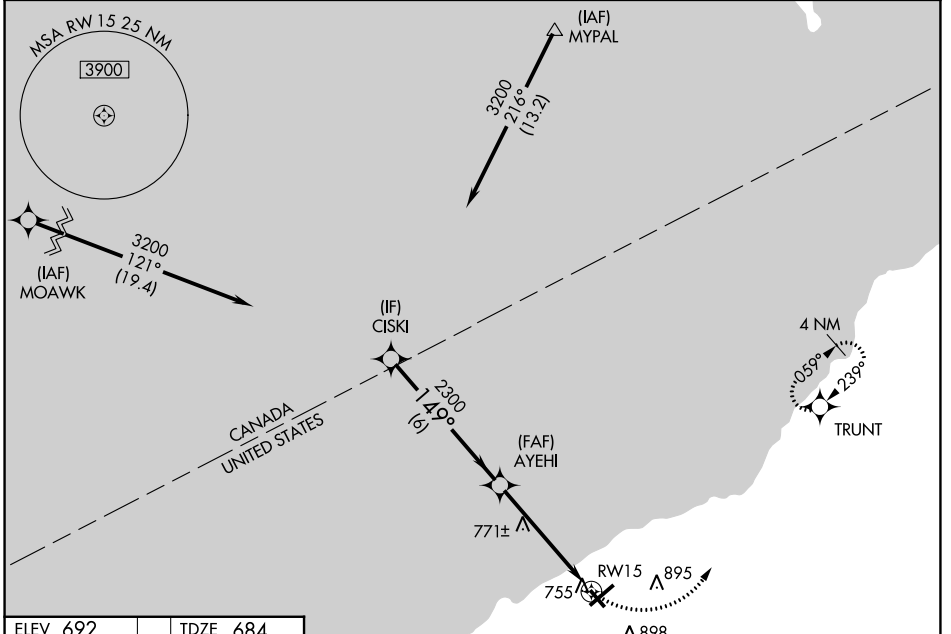 MSA RW 15 25 NM
3900
(IAF)
MYPAL
3200
216°
(13.2)
(IAF)
MOAWK
3200
121°
(19.4)
(IF)
CISKI
CANADA
UNITED STATES
2300
149°
(6)
(FAF)
AYEHI
771±
4 NM
059°
239°
TRUNT
RW15
755
895
898
ELEV 692
TDZE 684